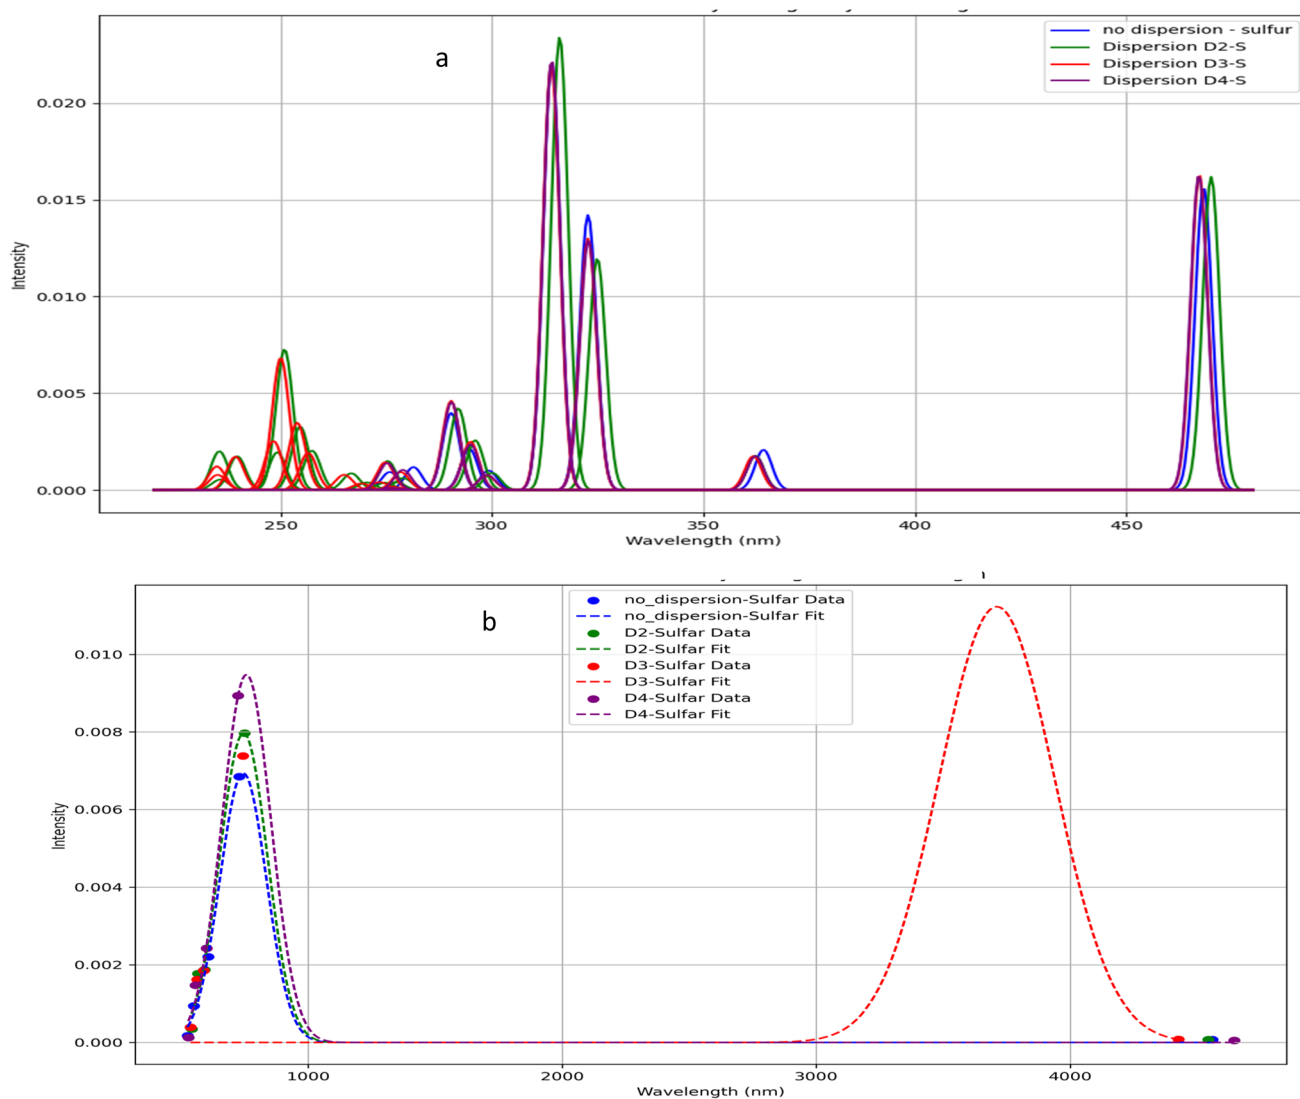 a
no dispersion - sulfur
Dispersion D2-S
Dispersion D3-S
Dispersion D4-S
0.020
0.015
0.010
0.005
0.000
Intensity
250
300
350
400
450
Wavelength (nm)
b
no_dispersion-Sulfar Data
no_dispersion-Sulfar Fit
D2-Sulfar Data
D2-Sulfar Fit
D3-Sulfar Data
D3-Sulfar Fit
D4-Sulfar Data
D4-Sulfar Fit
0.010
0.008
0.006
0.004
0.002
0.000
Intensity
1000
2000
3000
4000
Wavelength (nm)